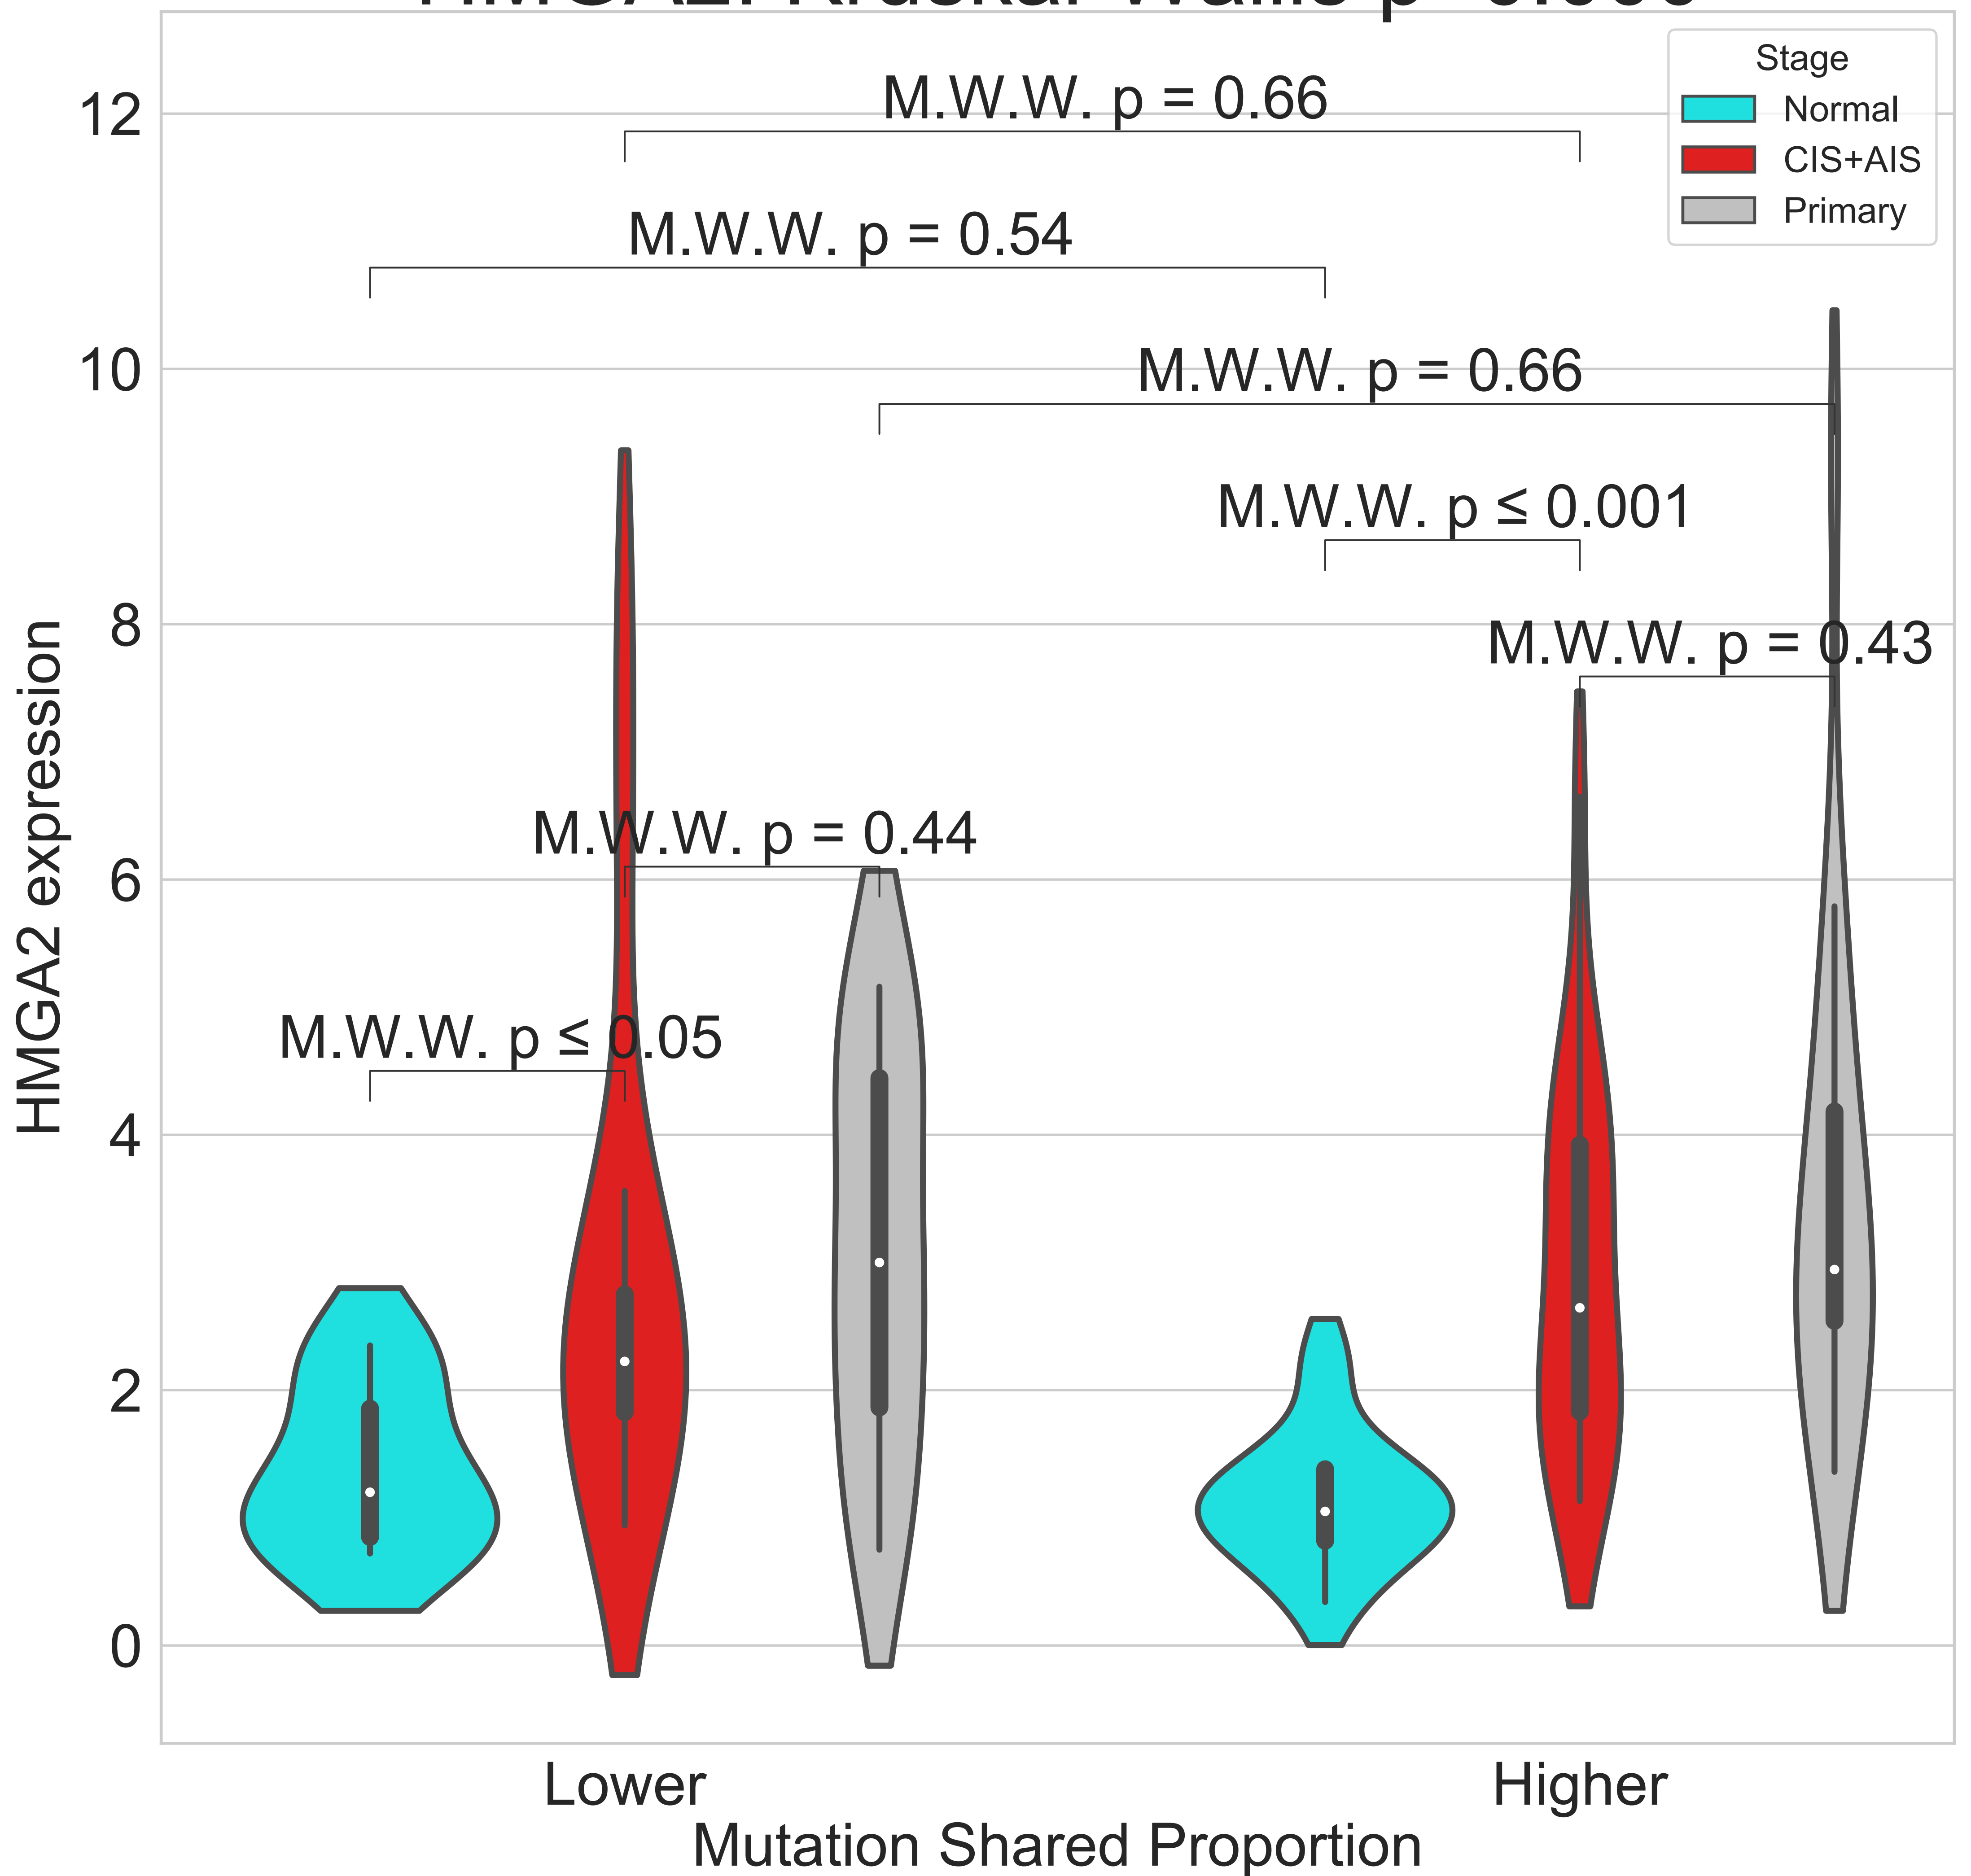 Stage
Normal
CIS+AIS
Primary
M.W.W. p = 0.66
M.W.W. p = 0.54
M.W.W. p = 0.66
M.W.W. p ≤ 0.001
M.W.W. p = 0.43
M.W.W. p = 0.44
M.W.W. p ≤ 0.05
12
10
8
6
4
2
0
HMGA2 expression
Lower
Higher
Mutation Shared Proportion